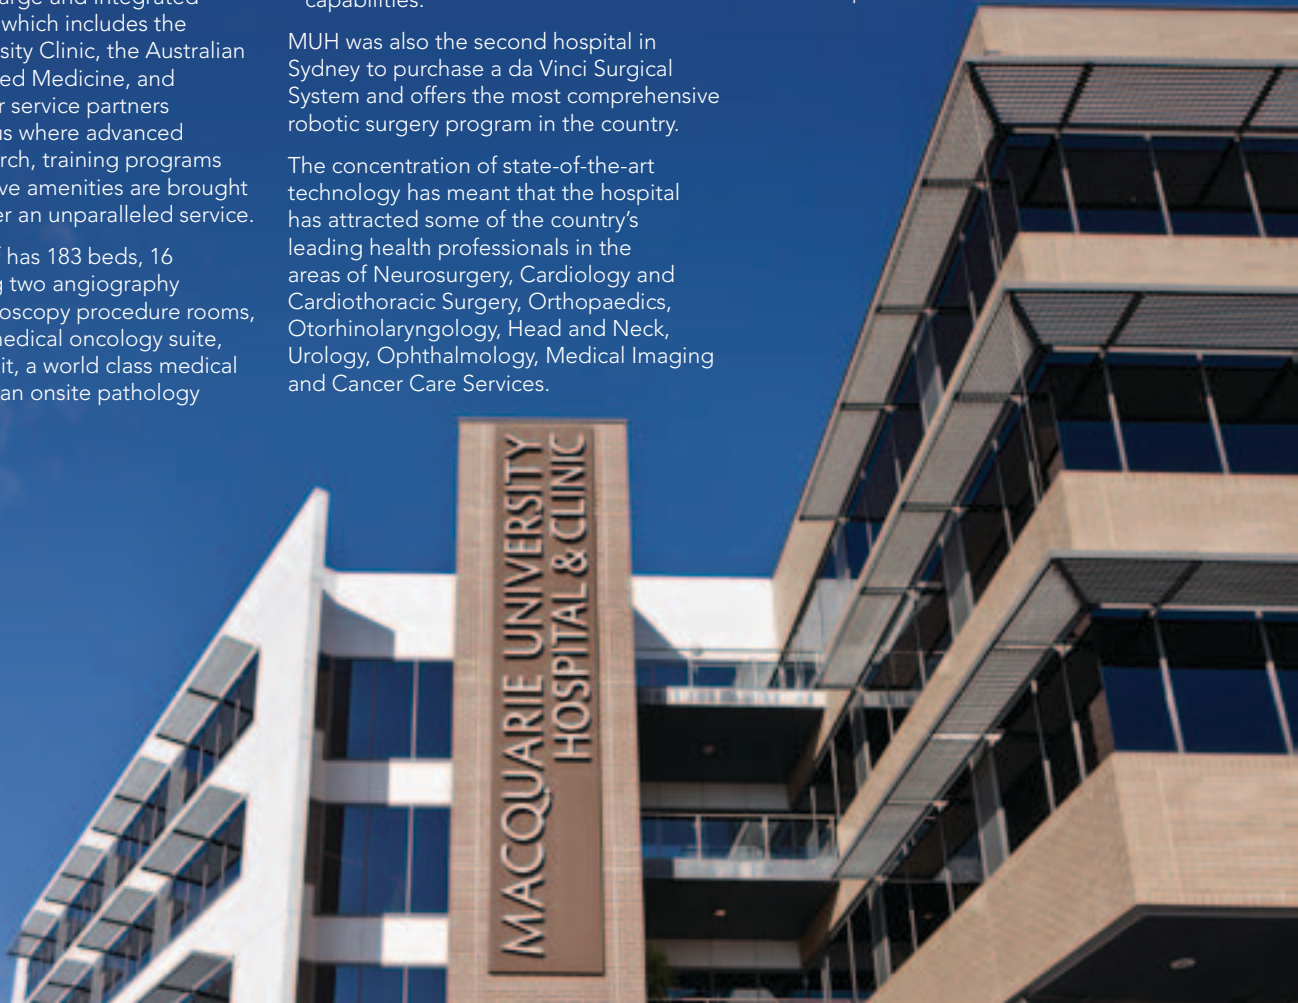 which includes the
sity Clinic, the Australian
ed Medicine, and
r service partners
us where advanced
rch, training programs
ve amenities are brought
er an unparalleled service.
has 183 beds, 16
g two angiography
oscopy procedure rooms,
medical oncology suite,
it, a world class medical
an onsite pathology
capabilities.
MUH was also the second hospital in
Sydney to purchase a da Vinci Surgical
System and offers the most comprehensive
robotic surgery program in the country.
The concentration of state-of-the-art
technology has meant that the hospital
has attracted some of the country’s
leading health professionals in the
areas of Neurosurgery, Cardiology and
Cardiothoracic Surgery, Orthopaedics,
Otorhinolaryngology, Head and Neck,
Urology, Ophthalmology, Medical Imaging
and Cancer Care Services.
MACQUARIE UNIVERSITY
HOSPITAL & CLINIC